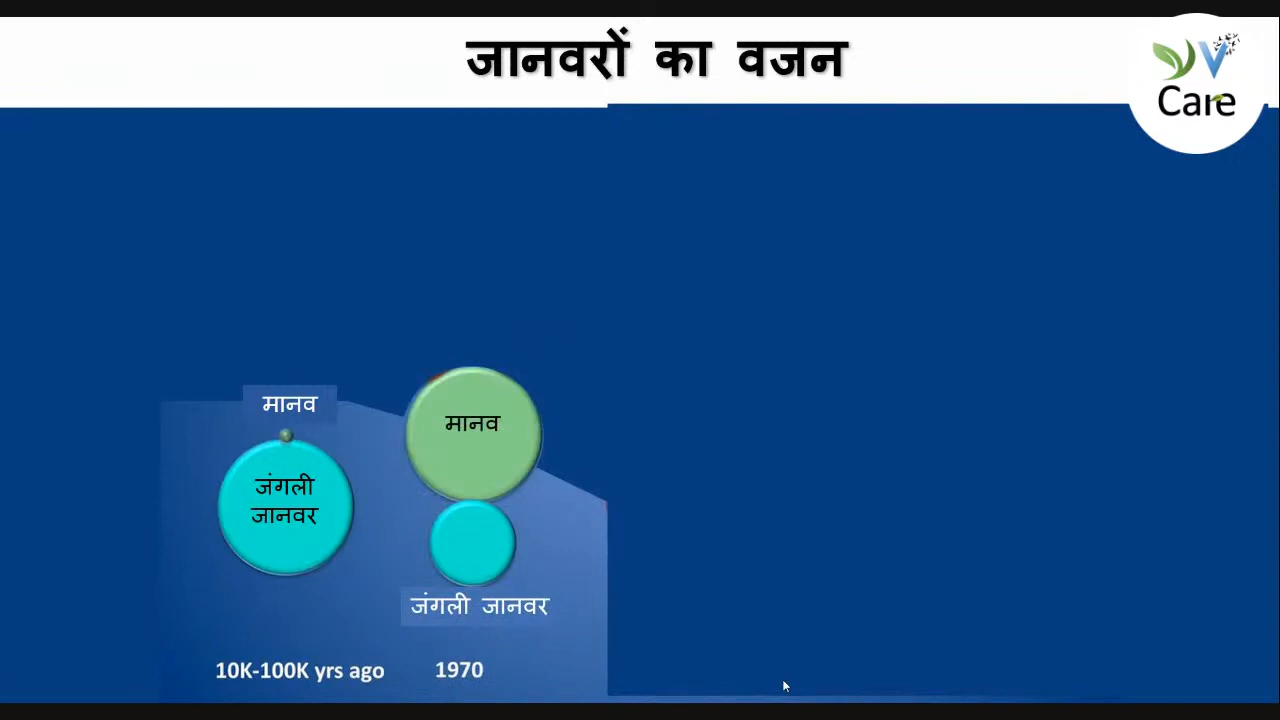 जानवरों का वजन
V
Care
मानव
मानव
जंगली
जानवर
जंगली जानवर
10K-100K yrs ago
1970